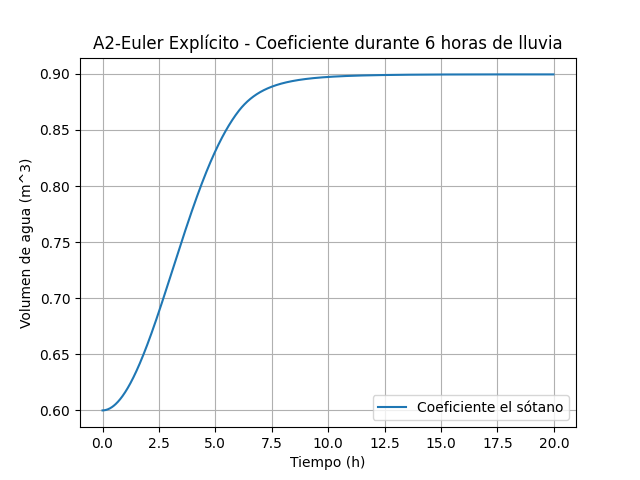 A2-Euler Explícito - Coeficiente durante 6 horas de lluvia
Volumen de agua (m^3)
0.90
0.85
0.80
0.75
0.70
0.65
0.60
Coeficiente el sótano
0.0 2.5 5.0 7.5 10.0 12.5 15.0 17.5 20.0
Tiempo (h)